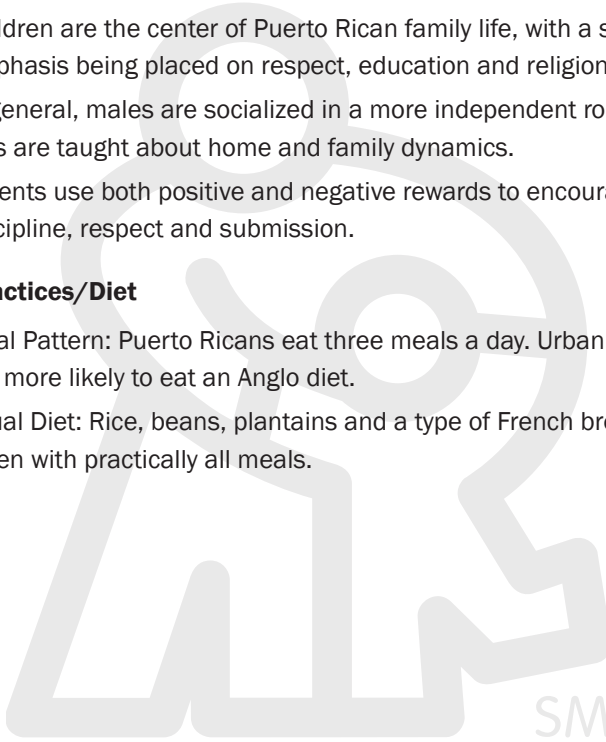 ldren are the center of Puerto Rican family life, with a s
phasis being placed on respect, education and religion
general, males are socialized in a more independent ro
s are taught about home and family dynamics.
ents use both positive and negative rewards to encoura
cipline, respect and submission.
actices/Diet
al Pattern: Puerto Ricans eat three meals a day. Urban
more likely to eat an Anglo diet.
ual Diet: Rice, beans, plantains and a type of French bre
en with practically all meals.
SM